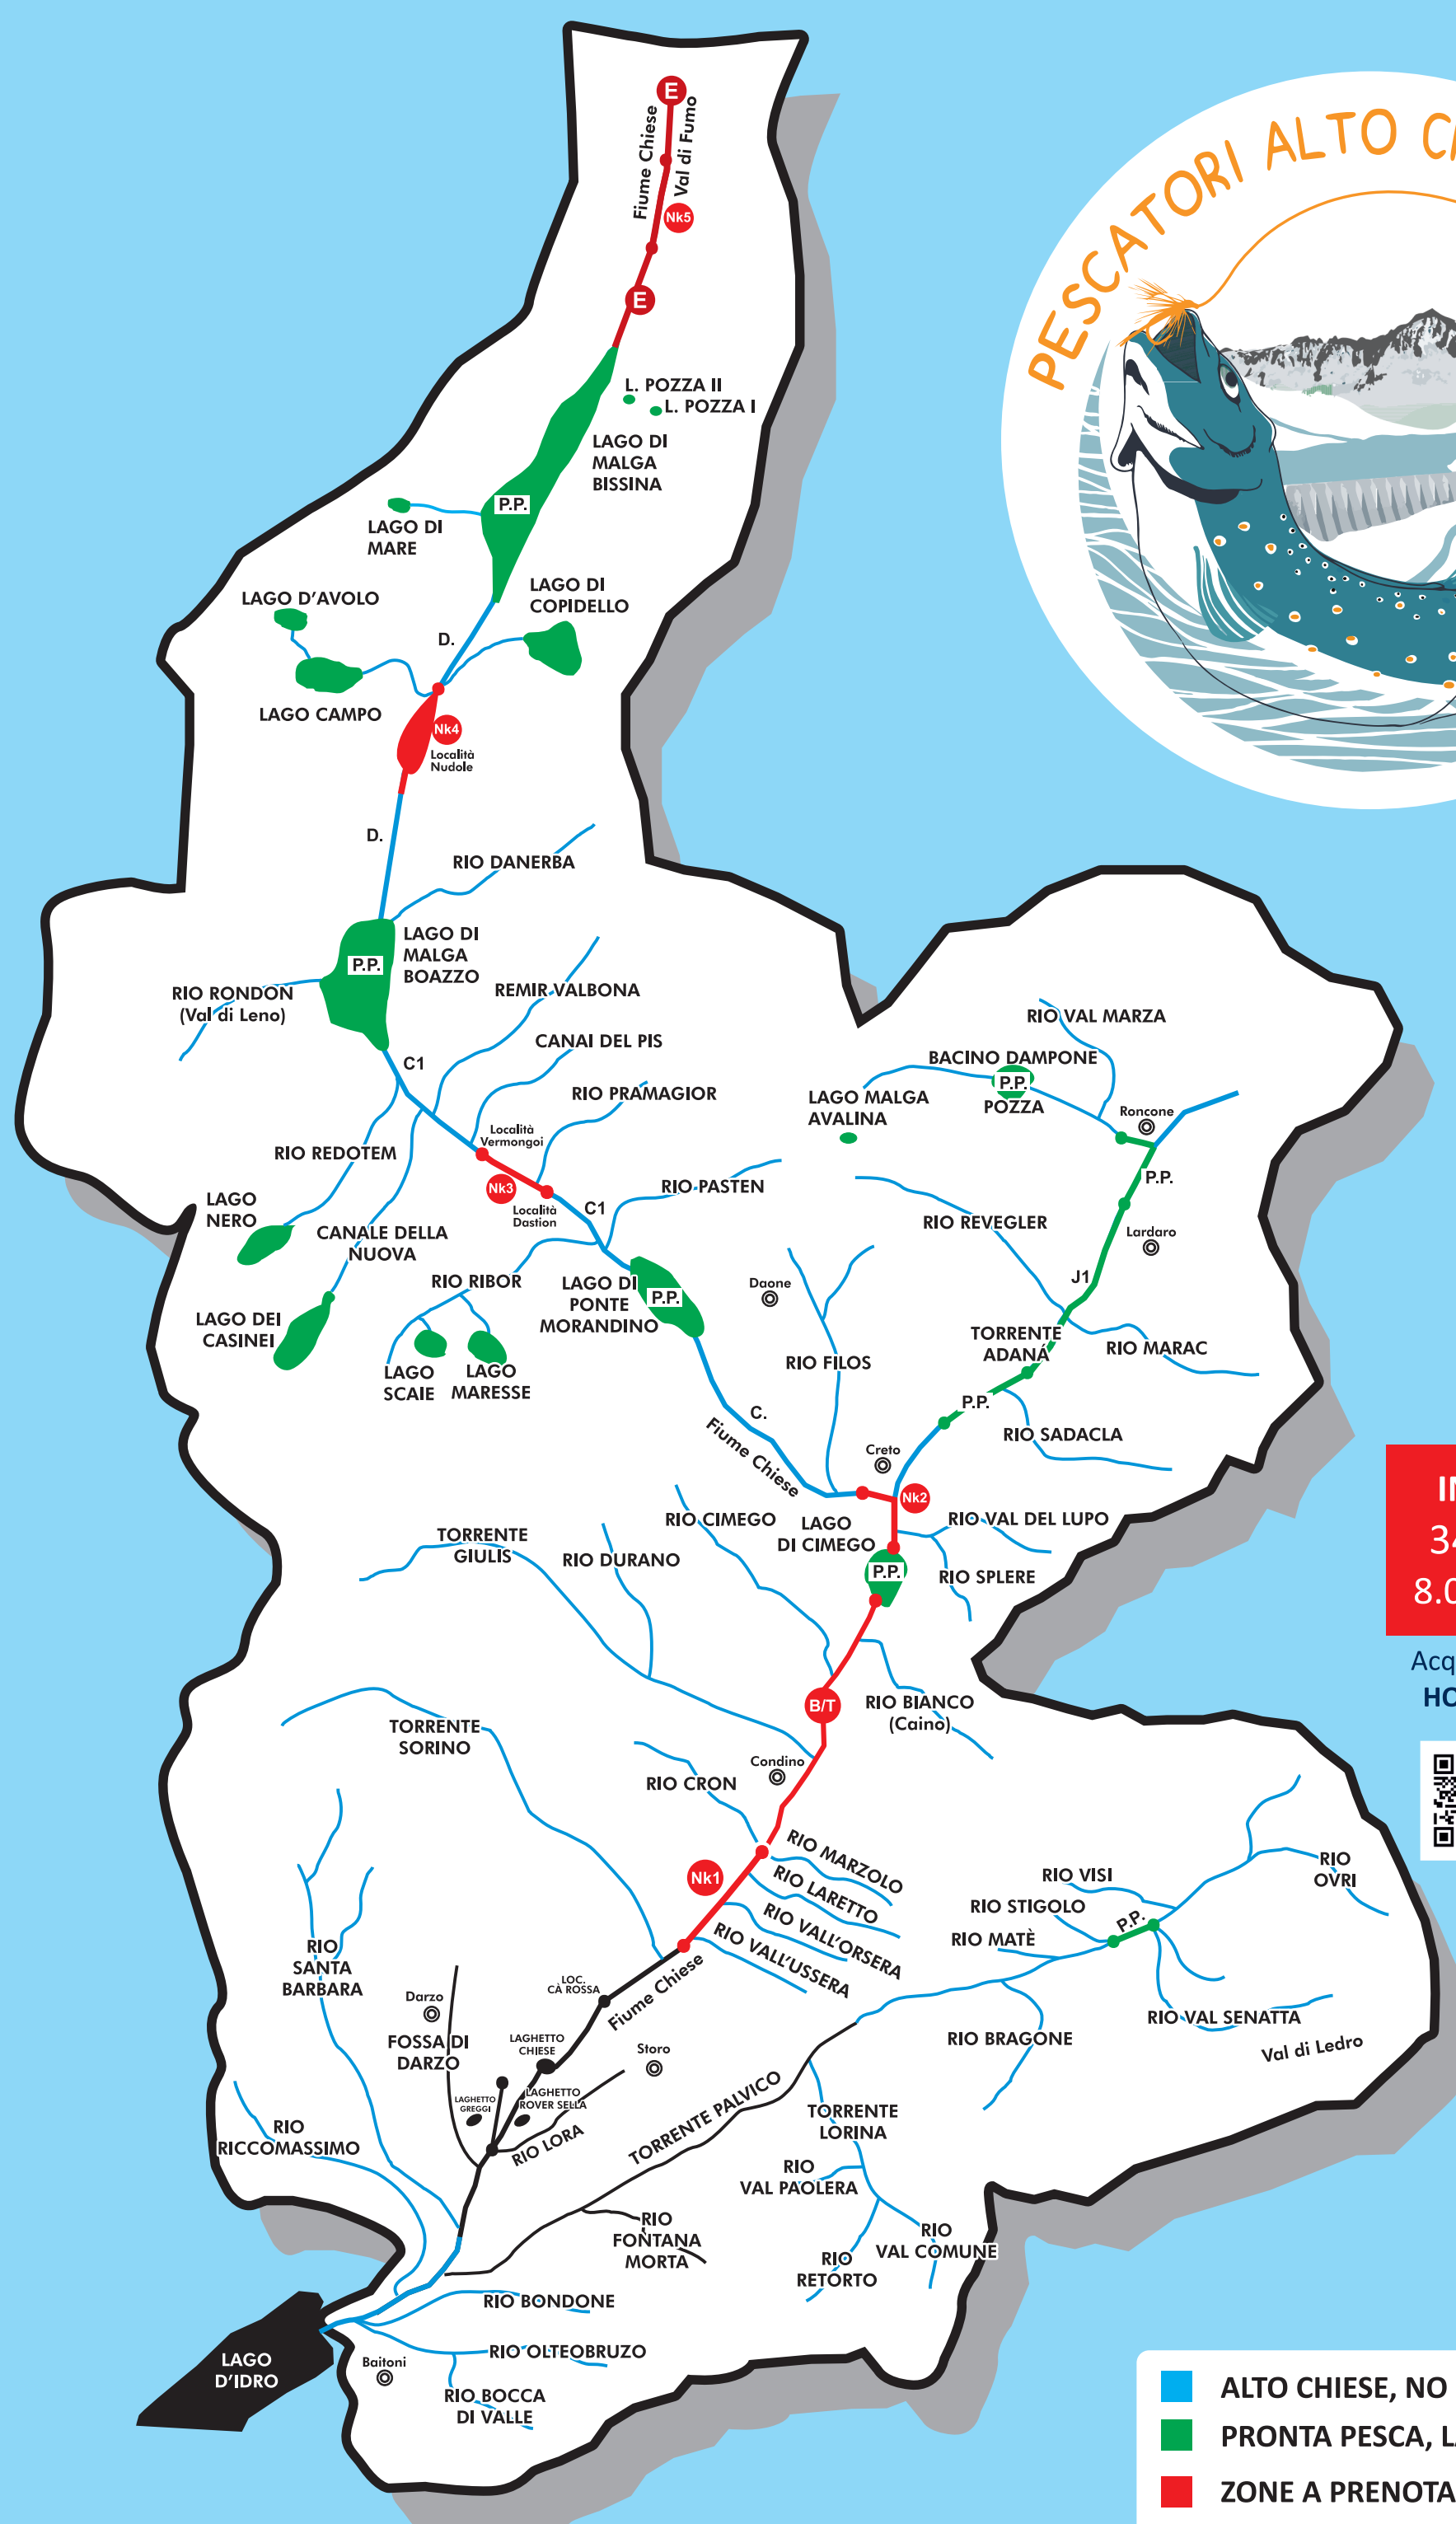 E
Fiume Chiese
Val di Fumo
Nk5
E
PESCATORI ALTO
L. POZZA II
L. POZZA I
LAGO DI
MALGA
BISSINA
P.P.
LAGO DI
MARE
LAGO D'AVOLO
LAGO DI
COPIDELLO
D.
LAGO CAMPO
Nk4
Località
Nudole
D.
RIO DANERBA
LAGO DI
MALGA
BOAZZO
P.P.
RIO RONDON
(Val di Leno)
REMIR VALBONA
C1
CANAI DEL PIS
RIO PRAMAGIOR
Località
Vermongoi
RIO REDOTEM
Nk3
Località
Dastion
C1
RIO PASTEN
LAGO
NERO
CANALE DELLA
NUOVA
RIO RIBOR
LAGO DI
PONTE
MORANDINO
P.P.
LAGO DEI
CASINEI
LAGO
SCAIE
LAGO
MARESSE
RIO VAL MARZA
BACINO DAMPONE
P.P.
POZZA
LAGO MALGA
AVALINA
Roncone
P.P.
RIO REVEGLER
Lardaro
J1
Daone
TORRENTE
ADANÁ
RIO MARAC
RIO FILOS
P.P.
RIO SADACLA
C.
Fiume Chiese
Creto
Nk2
RIO CIMEGO
LAGO
DI CIMEGO
RIO VAL DEL LUPO
P.P.
RIO SPLERE
TORRENTE
GIULIS
RIO DURANO
34
8.0
HO
B/T
RIO BIANCO
(Caino)
TORRENTE
SORINO
Condino
RIO CRON
Nk1
RIO MARZOLO
RIO LARETTO
RIO VALL'ORSERA
RIO VALL'USSERA
RIO VISI
RIO STIGOLO
RIO MATÈ
P.P.
RIO
OVRI
RIO
SANTA
BARBARA
LOC.
CÀ ROSSA
Fiume Chiese
Darzo
FOSSA DI
DARZO
LAGHETTO
CHIESE
Storo
LAGHETTO
GREGGI
LAGHETTO
ROVER SELLA
RIO LORA
RIO BRAGONE
RIO VAL SENATTA
Val di Ledro
TORRENTE PALVICO
TORRENTE
LORINA
RIO
RICCOMASSIMO
RIO
VAL PAOLERA
RIO
FONTANA
MORTA
RIO
VAL COMUNE
RIO
RETORTO
RIO BONDONE
RIO OLTEOBRUZO
LAGO
D'IDRO
Baitoni
RIO BOCCA
DI VALLE
ALTO CHIESE, NO
PRONTA PESCA,
ZONE A PRENOTA